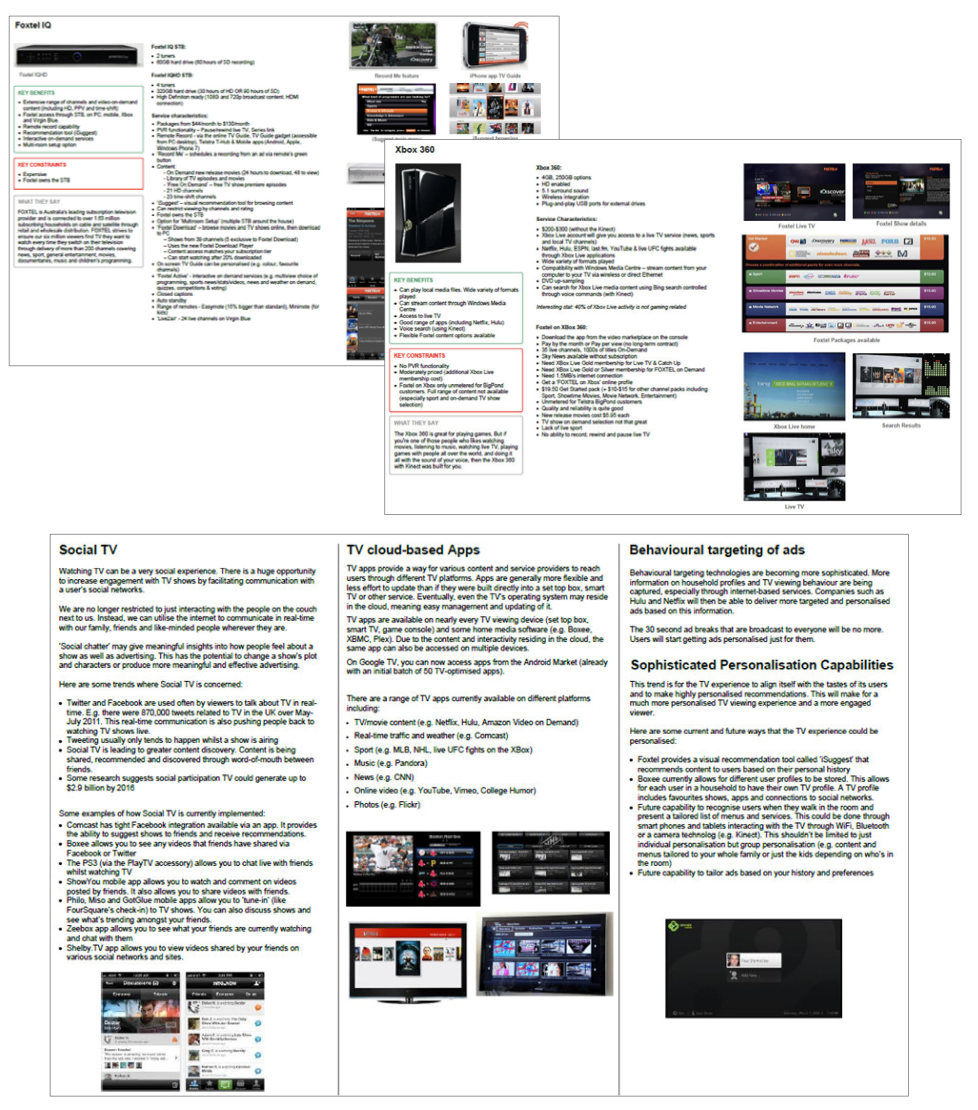 Foxtel IQ
Foxtel IQHD
KEY BENEFITS
• Extensive range of channels and video-on-demand
content (including HD, PPV and time-shift)
• Foxtel access through STB, on PC, mobile, Xbox
and Virgin Blue.
• Remote record capability
• Recommendation tool (iSuggest)
• Interactive on-demand services
• Multi-room setup option
KEY CONSTRAINTS
• Expensive
• Foxtel owns the STB
WHAT THEY SAY
FOXTEL is Australia's leading subscription television
provider and is connected to over 1.63 million
subscribing households on cable and satellite through
retail and wholesale distribution. FOXTEL strives to
ensure our six million viewers find TV they want to
watch every time they switch on their television
through delivery of more than 200 channels covering
news, sport, general entertainment, movies,
documentaries, music and children's programming.
Foxtel IQ STB:
• 2 tuners
• 60GB hard drive (60 hours of SD recording)
Foxtel IQHD STB:
• 4 tuners
• 320GB hard drive (30 hours of HD OR 90 hours of SD)
• High Definition ready (1080i and 720p broadcast content, HDMI
connection)
Service characteristics:
• Packages from $44/month to $130/month
• PVR functionality – Pause/rewind live TV, Series link
• Remote Record - via the online TV Guide, TV Guide gadget (accessible
from PC desktop), Telstra T-Hub & Mobile apps (Android, Apple,
Windows Phone 7)
• 'Record Me' – schedules a recording from an ad via remote's green
button
• Content:
- On Demand new release movies (24 hours to download, 48 to view)
- Library of TV episodes and movies
- 'Free On Demand' – free TV show premiere episodes
- 21 HD channels
- 23 time-shift channels
• 'iSuggest' – visual recommendation tool for browsing content
• Can restrict viewing by channels and rating
• On screen TV Guide can be personalised (e.g. colour, favourite
channels)
• Foxtel owns the STB
• Option for 'Multiroom Setup' (multiple STB around the house)
• 'Foxtel Download' – browse movies and TV shows online, then download
to PC
– Shows from 39 channels (5 exclusive to Foxtel Download)
– Uses the new Foxtel Download Player
– Content access matches your subscription tier
– Can start watching after 20% downloaded
• 'Foxtel Active' - interactive on demand services (e.g. multiview choice of
programming, sports news/stats/videos, news and weather on demand,
quizzes, competitions & voting)
• Closed captions
• Auto standby
• Range of remotes - Easymote (15% bigger than standard), Minimote (for
kids)
• 'Live2air' - 24 live channels on Virgin Blue
Record Me feature
iPhone app TV Guide
Xbox 360
KEY BENEFITS
• Can play local media files. Wide variety of formats
played
• Can stream content through Windows Media
Centre
• Access to live TV
• Good range of apps (including Netflix, Hulu)
• Voice search (using Kinect)
• Flexible Foxtel content options available
KEY CONSTRAINTS
• No PVR functionality
• Moderately priced (additional Xbox Live
membership cost)
• Foxtel on Xbox only unmetered for BigPond
customers. Full range of content not available
(especially sport and on-demand TV show
selection)
WHAT THEY SAY
The Xbox 360 is great for playing games. But if
you're one of those people who likes watching
movies, listening to music, watching live TV, playing
games with people all over the world, and doing it
all with the sound of your voice, then the Xbox 360
with Kinect was built for you.
Xbox 360:
• 4GB, 250GB options
• HD enabled
• 5.1 surround sound
• Wireless integration
• Plug-and-play USB ports for external drives
Service Characteristics:
• $200-$300 (without the Kinect)
• Xbox Live account will give you access to a live TV service (news, sports
and local TV channels)
• Netflix, Hulu, ESPN, last.fm, YouTube & live UFC fights available
through Xbox Live applications
• Wide variety of formats played
• Compatibility with Windows Media Centre – stream content from your
computer to your TV via wireless or direct Ethernet
• DVD up-sampling
• Can search for Xbox Live media content using Bing search controlled
through voice commands (with Kinect)
Interesting stat: 40% of Xbox Live activity is not gaming related
Foxtel on XBox 360:
• Download the app from the video marketplace on the console
• Pay by the month or Pay per view (no long-term contract)
• 35 live channels, 1000s of titles On-Demand
• Sky News available without subscription
• Need XBox Live Gold membership for Live TV & Catch Up
• Need XBox Live Gold or Silver membership for FOXTEL on Demand
• Need 1.5MB/s internet connection
• Get a 'FOXTEL on Xbox' online profile
• $19.50 Get Started pack (+ $10-$15 for other channel packs including
Sport, Showtime Movies, Movie Network, Entertainment)
• Unmetered for Telstra BigPond customers
• Quality and reliability is quite good
• New release movies cost $5.95 each
• TV show on demand selection not that great
• Lack of live sport
• No ability to record, rewind and pause live TV
Foxtel Live TV
Foxtel Show details
Foxtel Packages available
Xbox Live home
Search Results
Live TV
Social TV
Watching TV can be a very social experience. There is a huge opportunity
to increase engagement with TV shows by facilitating communication with
a user's social networks.
We are no longer restricted to just interacting with the people on the couch
next to us. Instead, we can utilise the internet to communicate in real-time
with our family, friends and like-minded people wherever they are.
'Social chatter' may give meaningful insights into how people feel about a
show as well as advertising. This has the potential to change a show's plot
and characters or produce more meaningful and effective advertising.
Here are some trends where Social TV is concerned:
• Twitter and Facebook are used often by viewers to talk about TV in real-
time. E.g. there were 870,000 tweets related to TV in the UK over May-
July 2011. This real-time communication is also pushing people back to
watching TV shows live.
• Tweeting usually only tends to happen whilst a show is airing
• Social TV is leading to greater content discovery. Content is being
shared, recommended and discovered through word-of-mouth between
friends.
• Some research suggests social participation TV could generate up to
$2.9 billion by 2016
Some examples of how Social TV is currently implemented:
• Comcast has tight Facebook integration available via an app. It provides
the ability to suggest shows to friends and receive recommendations.
• Boxee allows you to see any videos that friends have shared via
Facebook or Twitter
• The PS3 (via the PlayTV accessory) allows you to chat live with friends
whilst watching TV
• ShowYou mobile app allows you to watch and comment on videos
posted by friends. It also allows you to share videos with friends.
• Philo, Miso and GotGlue mobile apps allow you to 'tune-in' (like
FourSquare's check-in) to TV shows. You can also discuss shows and
see what's trending amongst your friends.
• Zeebox app allows you to see what your friends are currently watching
and chat with them
• Shelby.TV app allows you to view videos shared by your friends on
various social networks and sites.
TV cloud-based Apps
TV apps provide a way for various content and service providers to reach
users through different TV platforms. Apps are generally more flexible and
less effort to update than if they were built directly into a set top box, smart
TV or other service. Eventually, even the TV's operating system may reside
in the cloud, meaning easy management and updating of it.
TV apps are available on nearly every TV viewing device (set top box,
smart TV, game console) and some home media software (e.g. Boxee,
XBMC, Plex). Due to the content and interactivity residing in the cloud, the
same app can also be accessed on multiple devices.
On Google TV, you can now access apps from the Android Market (already
with an initial batch of 50 TV-optimised apps).
There are a range of TV apps currently available on different platforms
including:
• TV/movie content (e.g. Netflix, Hulu, Amazon Video on Demand)
• Real-time traffic and weather (e.g. Comcast)
• Sport (e.g. MLB, NHL, live UFC fights on the XBox)
• Music (e.g. Pandora)
• News (e.g. CNN)
• Online video (e.g. YouTube, Vimeo, College Humor)
• Photos (e.g. Flickr)
Behavioural targeting of ads
Behavioural targeting technologies are becoming more sophisticated. More
information on household profiles and TV viewing behaviour are being
captured, especially through internet-based services. Companies such as
Hulu and Netflix will then be able to deliver more targeted and personalised
ads based on this information.
The 30 second ad breaks that are broadcast to everyone will be no more.
Users will start getting ads personalised just for them.
Sophisticated Personalisation Capabilities
This trend is for the TV experience to align itself with the tastes of its users
and to make highly personalised recommendations. This will make for a
much more personalised TV viewing experience and a more engaged
viewer.
Here are some current and future ways that the TV experience could be
personalised:
• Foxtel provides a visual recommendation tool called 'iSuggest' that
recommends content to users based on their personal history
• Boxee currently allows for different user profiles to be stored. This allows
for each user in a household to have their own TV profile. A TV profile
includes favourites shows, apps and connections to social networks.
• Future capability to recognise users when they walk in the room and
present a tailored list of menus and services. This could be done through
smart phones and tablets interacting with the TV through WiFi, Bluetooth
or a camera technolog (e.g. Kinect). This shouldn't be limited to just
individual personalisation but group personalisation (e.g. content and
menus tailored to your whole family or just the kids depending on who's in
the room)
• Future capability to tailor ads based on your history and preferences